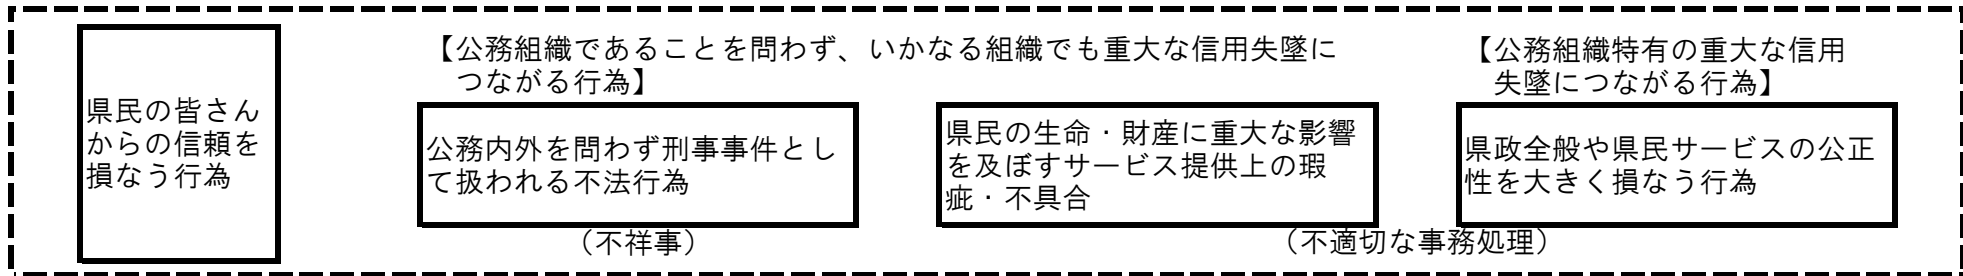 県民の皆さん
からの信頼を
損なう行為
【公務組織であることを問わず、いかなる組織でも重大な信用失墜に
つながる行為】
公務内外を問わず刑事事件とし
て扱われる不法行為
(不祥事)
県民の生命・財産に重大な影響
を及ぼすサービス提供上の瑕
疵・不具合
【公務組織特有の重大な信用
失墜につながる行為】
県政全般や県民サービスの公正
性を大きく損なう行為
(不適切な事務処理)